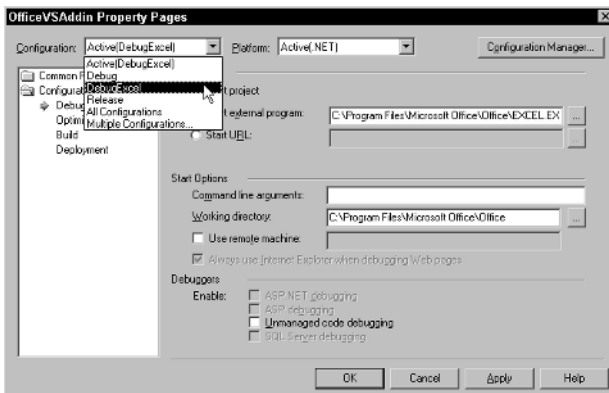 OfficeVSAddin Property Pages
Configuration: Active(DebugExcel) Platform: Active(.NET) Configuration Manager...
Active(DebugExcel)
Debug
DebugExcel
Release
All Configurations
Multiple Configurations...
Common
Configurat
Debug
Optimi
Build
Deployment
t project
t external program: C:\Program Files\Microsoft Office\Office\EXCEL.EX ...
Start URL: ...
Start Options
Command line arguments:
Working directory: C:\Program Files\Microsoft Office\Office ...
Use remote machine:
Always use Internet Explorer when debugging Web pages
Debuggers
Enable: ASP.NET debugging
ASP debugging
Unmanaged code debugging
SQL Server debugging
OK Cancel Apply Help